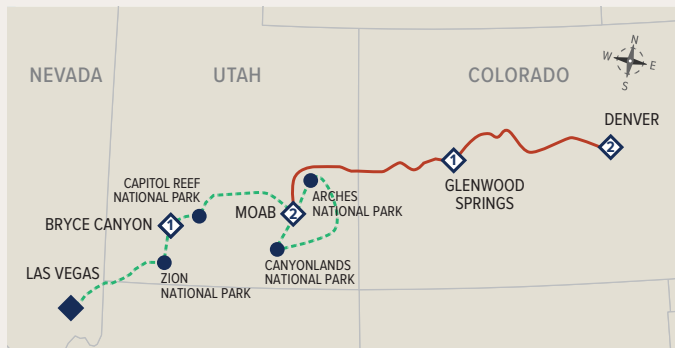 N
W
E
S
NEVADA
UTAH
COLORADO
DENVER
2
1
GLENWOOD
SPRINGS
CAPITOL REEF
NATIONAL PARK
ARCHES
NATIONAL PARK
MOAB
2
BRYCE CANYON
1
CANYONLANDS
NATIONAL PARK
LAS VEGAS
ZION
NATIONAL PARK